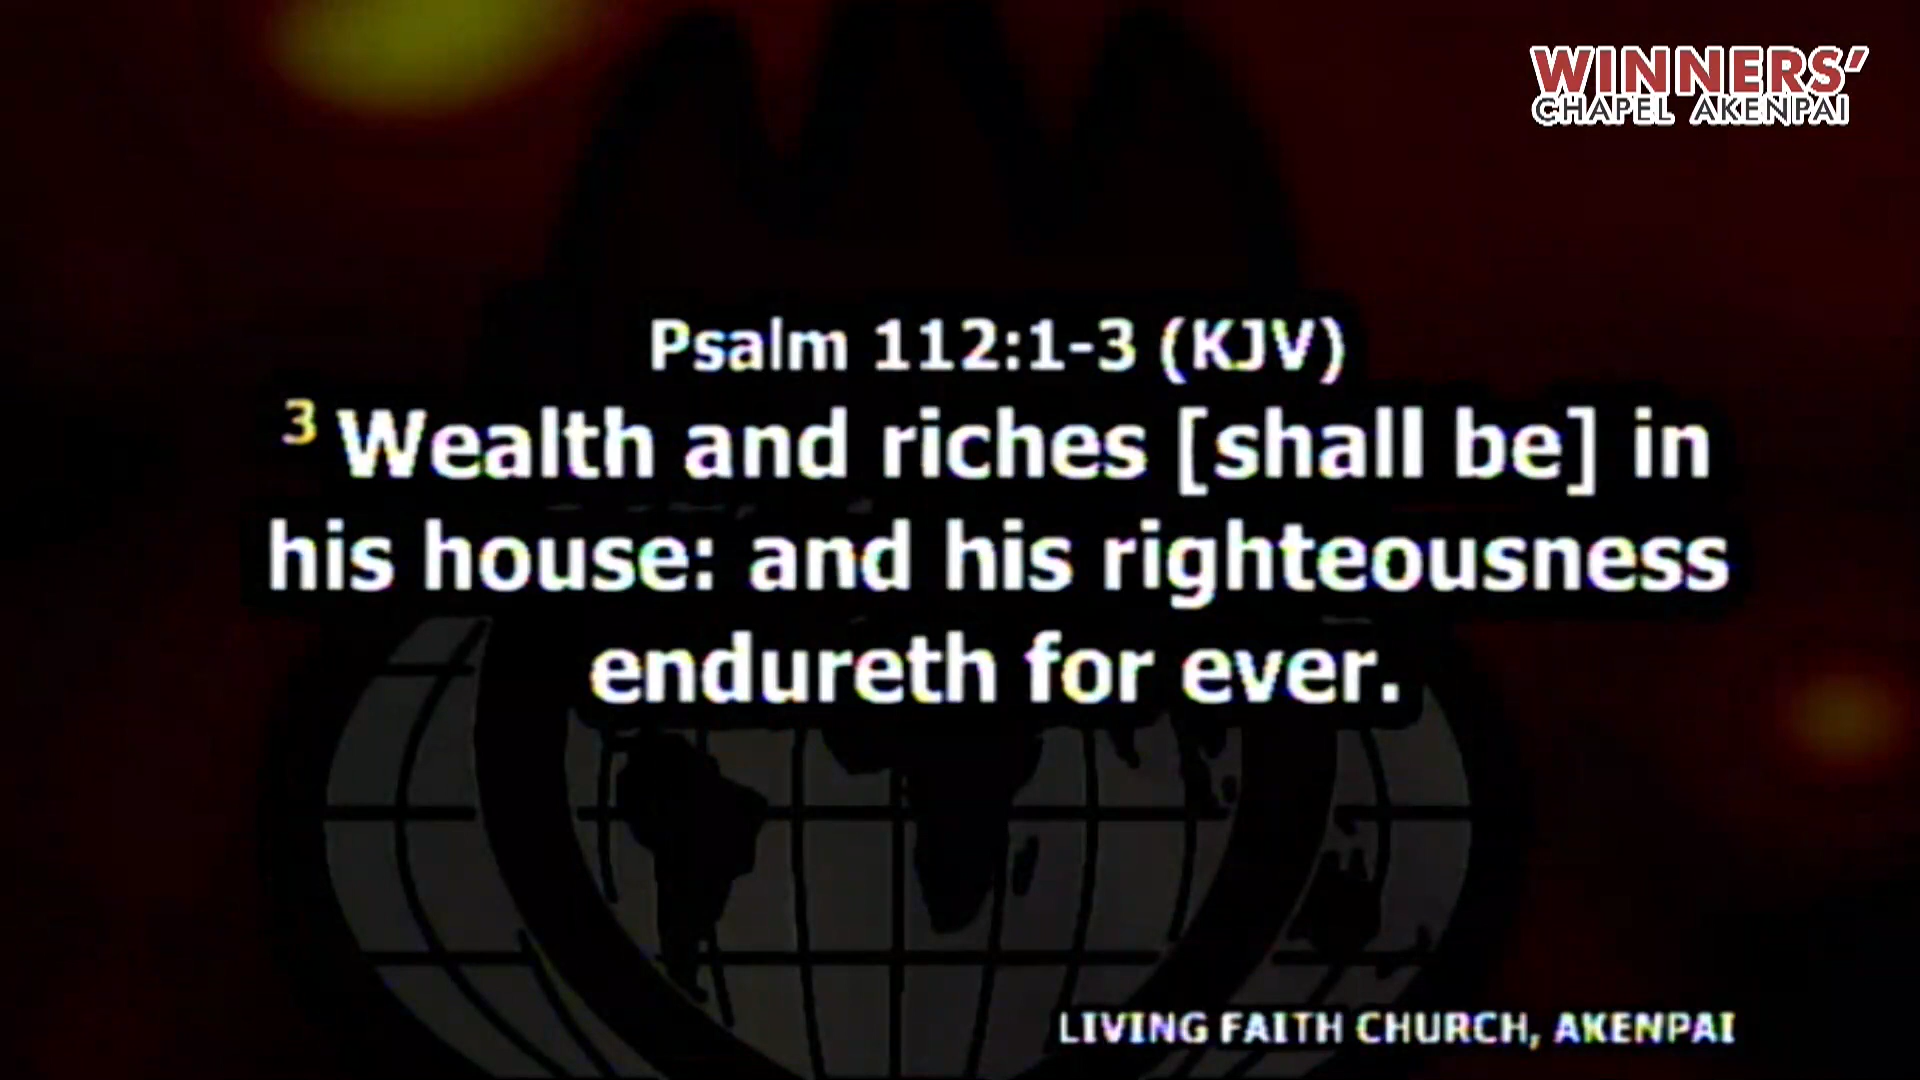 WINNERS'
CHAPEL AKENPAI
Psalm 112:1-3 (KJV)
3 Wealth and riches [shall be] in
his house: and his righteousness
endureth for ever.
LIVING FAITH CHURCH, AKENPAI